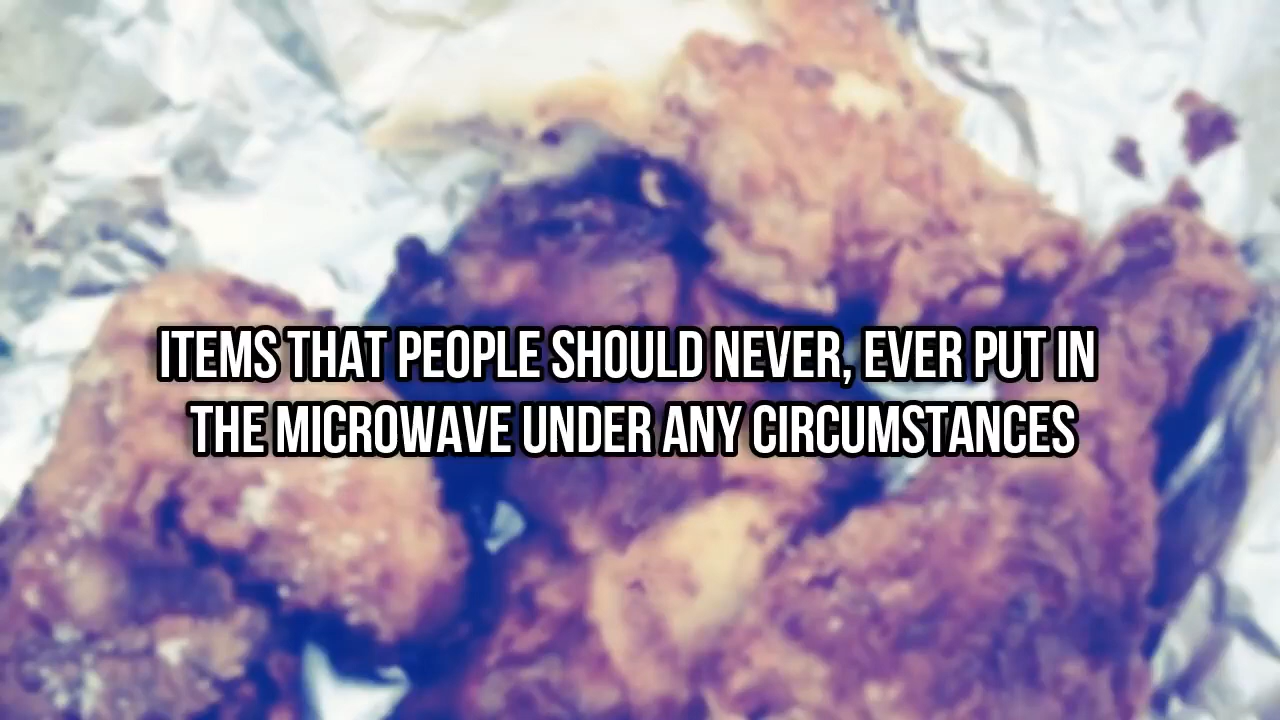 ITEMS THAT PEOPLE SHOULD NEVER, EVER PUT IN
THE MICROWAVE UNDER ANY CIRCUMSTANCES